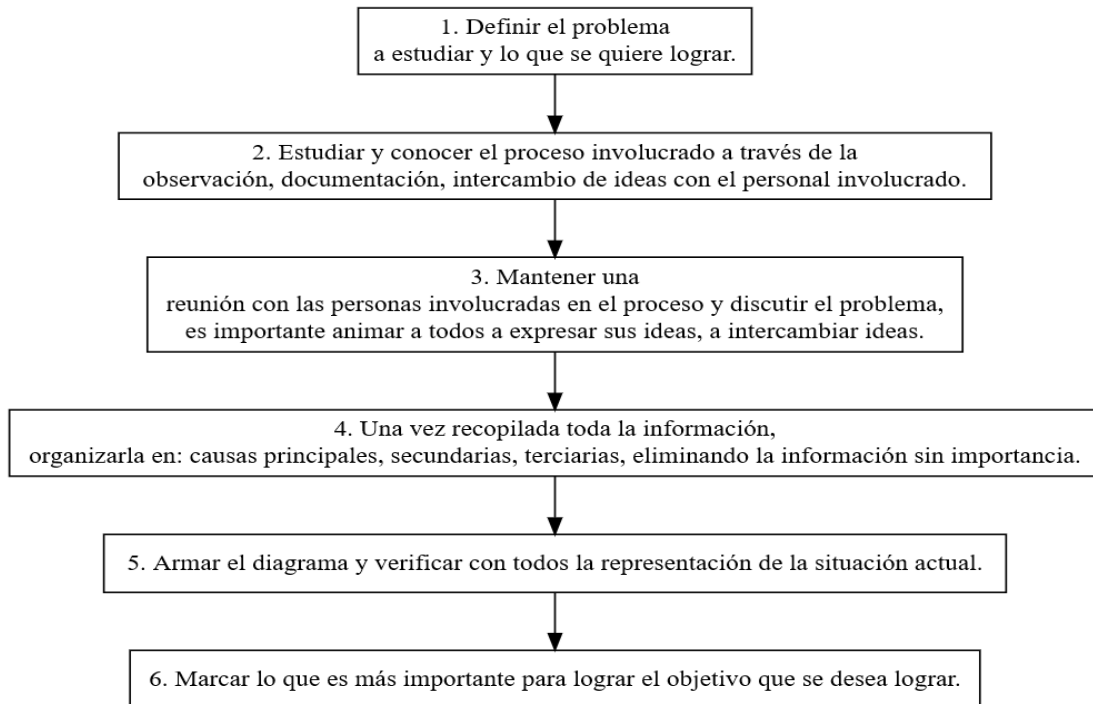 1. Definir el problema
a estudiar y lo que se quiere lograr.
2. Estudiar y conocer el proceso involucrado a través de la
observación, documentación, intercambio de ideas con el personal involucrado.
3. Mantener una
reunión con las personas involucradas en el proceso y discutir el problema,
es importante animar a todos a expresar sus ideas, a intercambiar ideas.
4. Una vez recopilada toda la información,
organizarla en: causas principales, secundarias, terciarias, eliminando la información sin importancia.
5. Armar el diagrama y verificar con todos la representación de la situación actual.
6. Marcar lo que es más importante para lograr el objetivo que se desea lograr.